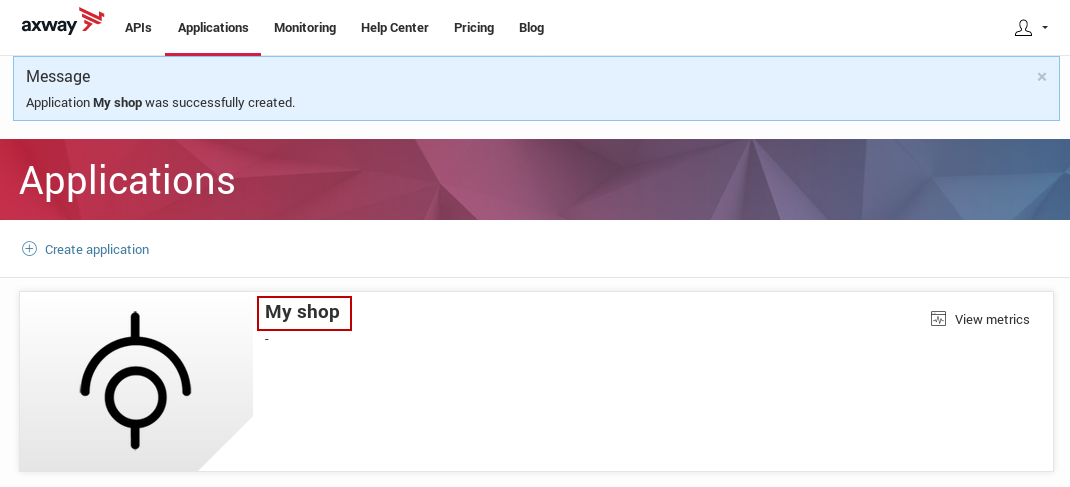 axway APIs Applications Monitoring Help Center Pricing Blog
Message ×
Application My shop was successfully created.
Applications
Create application
My shop
View metrics
-